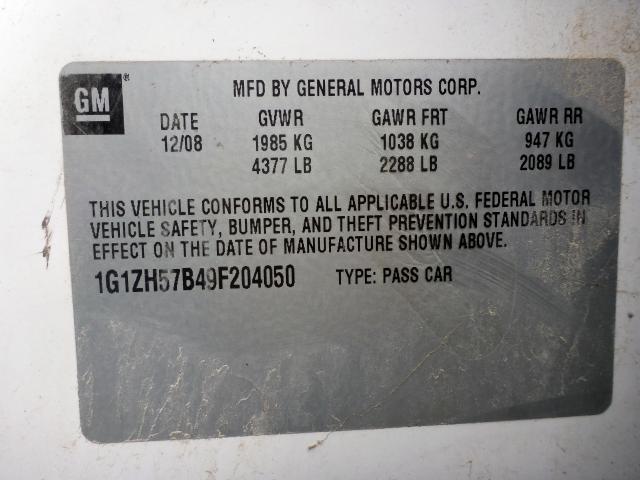 GM ®
MFD BY GENERAL MOTORS CORP.
DATE GVWR GAWR FRT GAWR RR
12/08 1985 KG 1038 KG 947 KG
4377 LB 2288 LB 2089 LB
THIS VEHICLE CONFORMS TO ALL APPLICABLE U.S. FEDERAL MOTOR
VEHICLE SAFETY, BUMPER, AND THEFT PREVENTION STANDARDS IN
EFFECT ON THE DATE OF MANUFACTURE SHOWN ABOVE.
1G1ZH57B49F204050 TYPE: PASS CAR